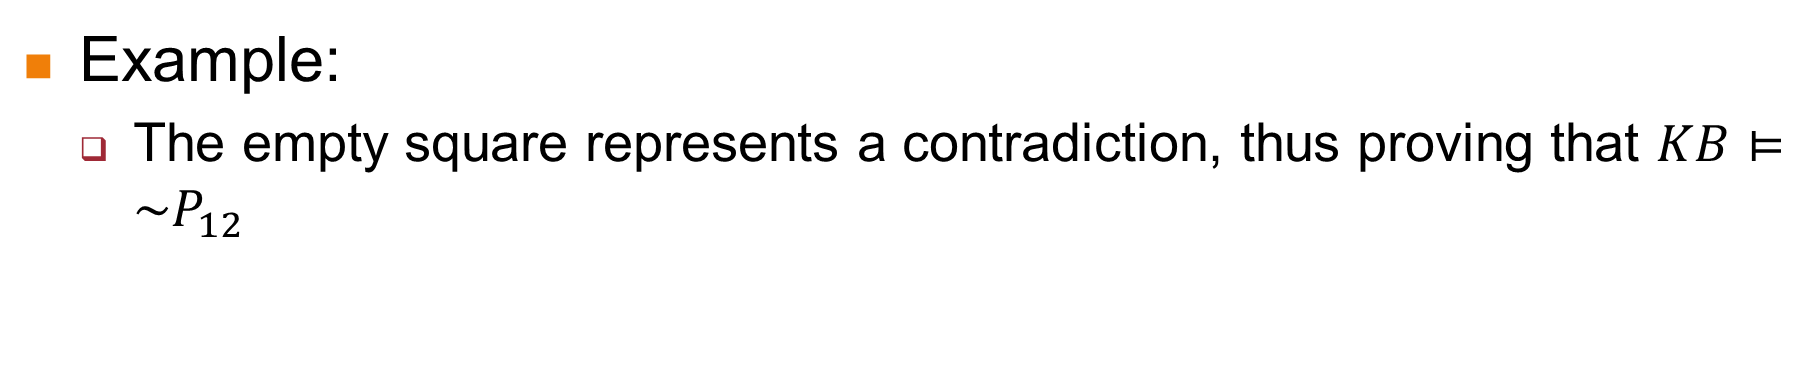 Example:
The empty square represents a contradiction, thus proving that KB ⊨
~P₁₂